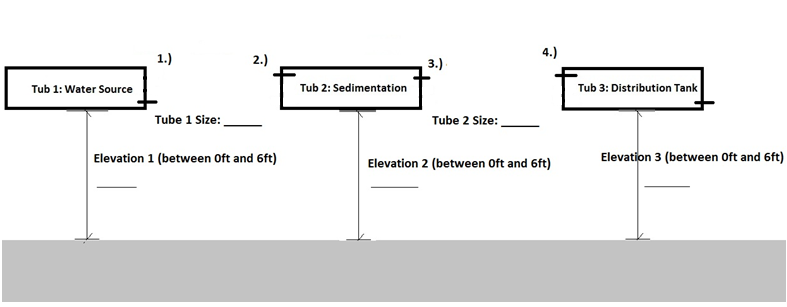 1.)
2.)
3.)
4.)
Tub 1: Water Source
Tub 2: Sedimentation
Tub 3: Distribution Tank
Tube 1 Size: _____
Tube 2 Size: _____
Elevation 1 (between 0ft and 6ft)
Elevation 2 (between 0ft and 6ft)
Elevation 3 (between 0ft and 6ft)